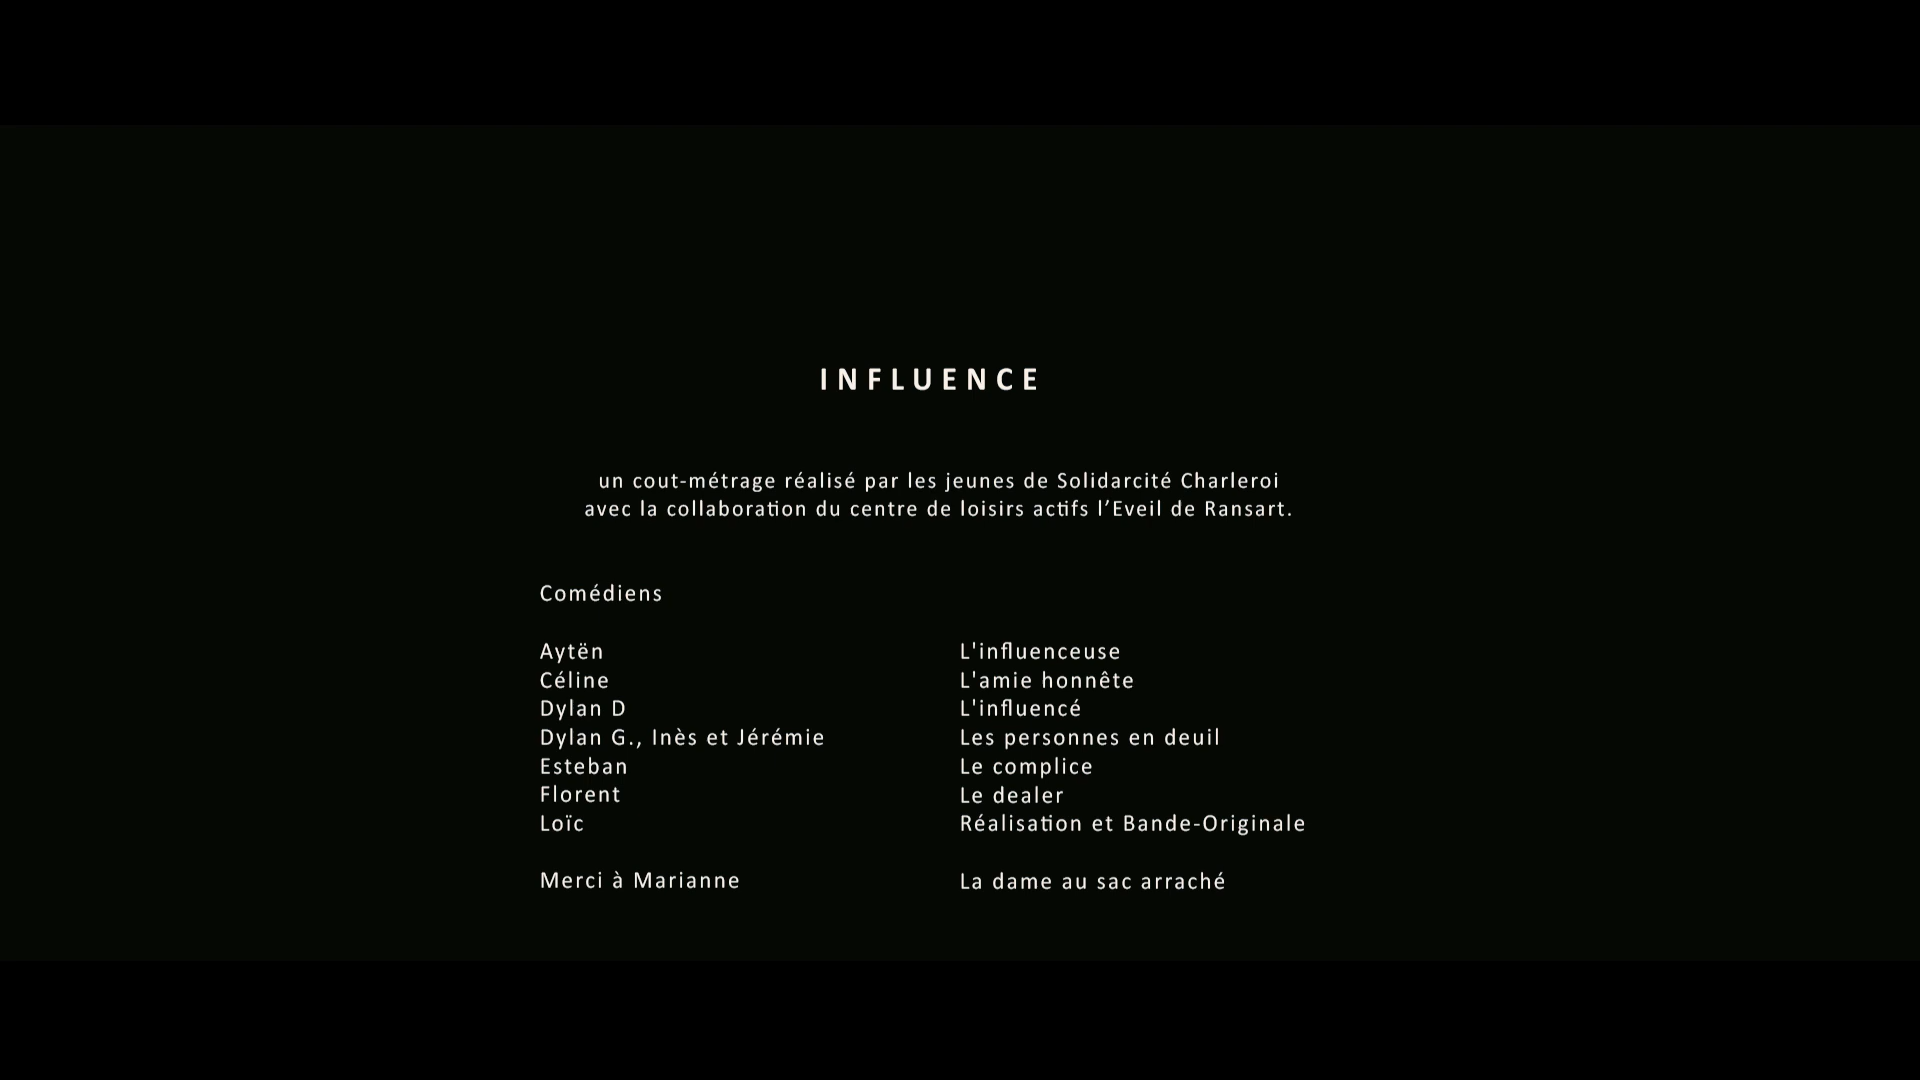 INFLUENCE
un cout-métrage réalisé par les jeunes de Solidarcité Charleroi
avec la collaboration du centre de loisirs actifs l’Eveil de Ransart.
Comédiens
Aytën L'influenceuse
Céline L'amie honnête
Dylan D L'influencé
Dylan G., Inès et Jérémie Les personnes en deuil
Esteban Le complice
Florent Le dealer
Loïc Réalisation et Bande-Originale
Merci à Marianne La dame au sac arraché